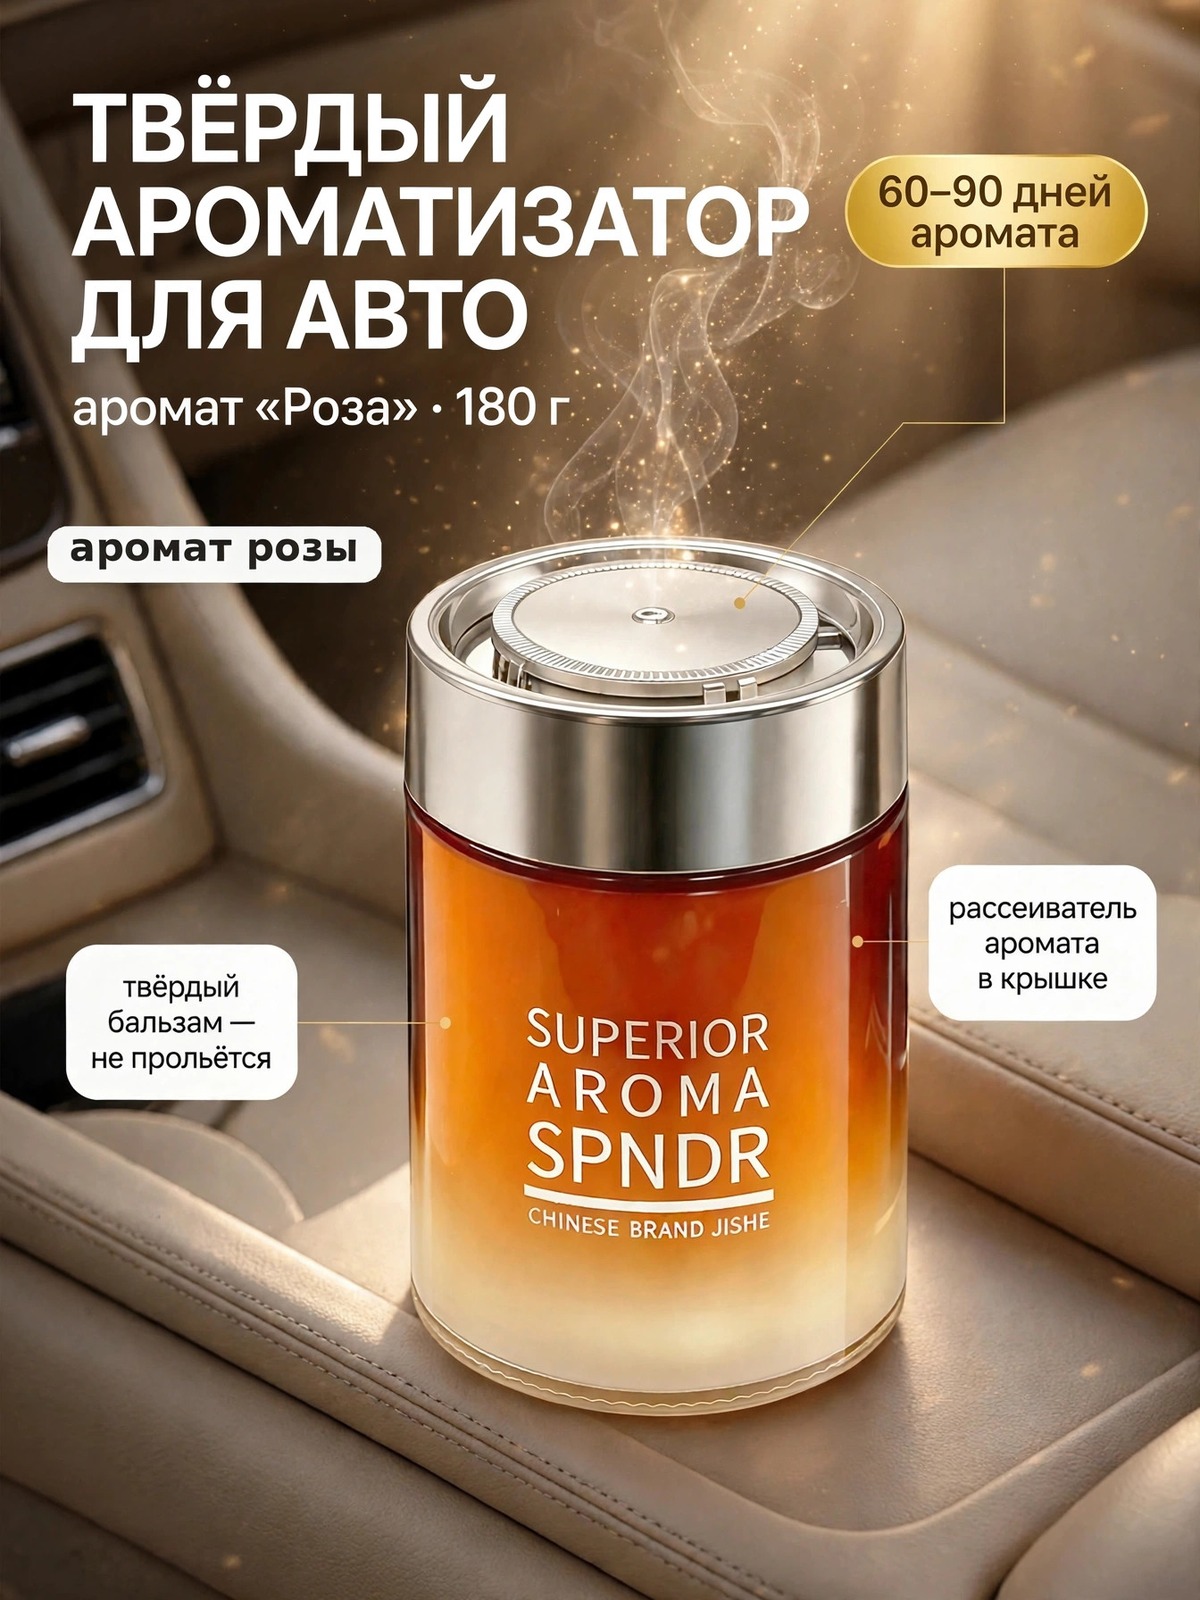 ТВЁРДЫЙ
АРОМАТИЗАТОР
ДЛЯ АВТО
аромат «Роза» · 180 г
60–90 дней
аромата
аромат розы
рассеиватель
аромата
в крышке
твёрдый
бальзам —
не прольётся
SUPERIOR
AROMA
SPNDR
CHINESE BRAND JISHE